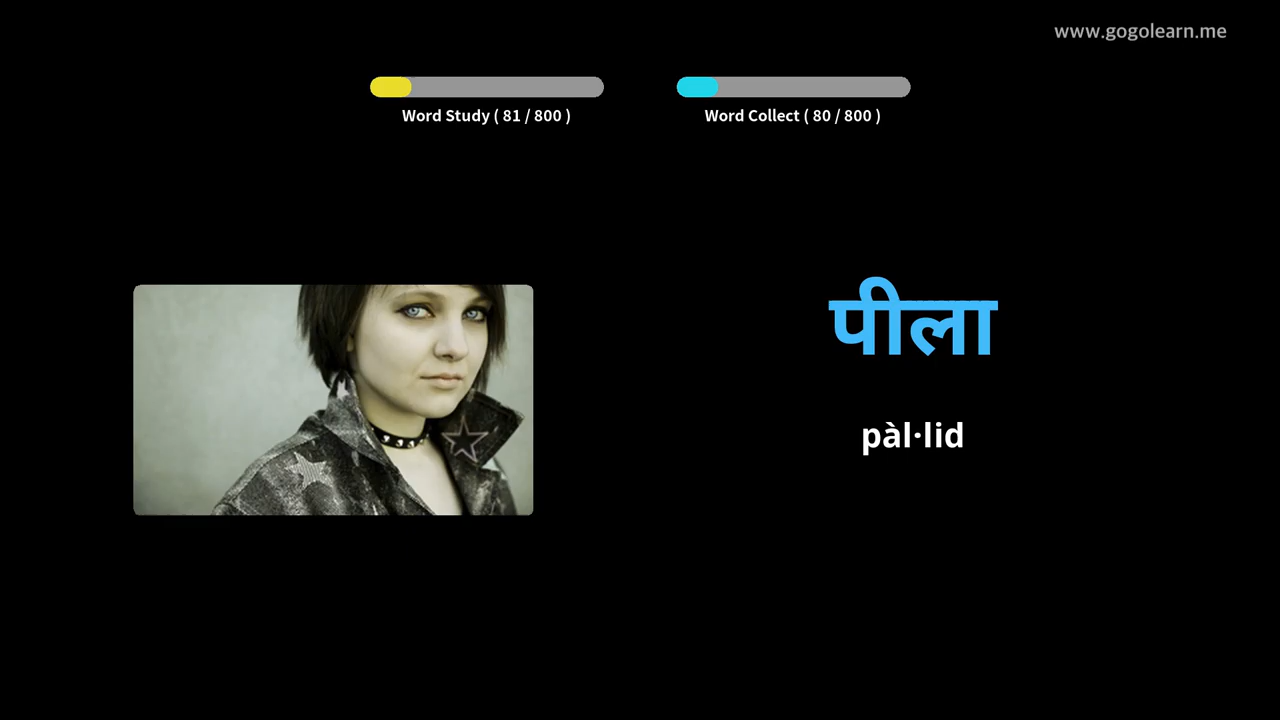 www.gogolearn.me
Word Study ( 81 / 800 )
Word Collect ( 80 / 800 )
पीला
pàl·lid